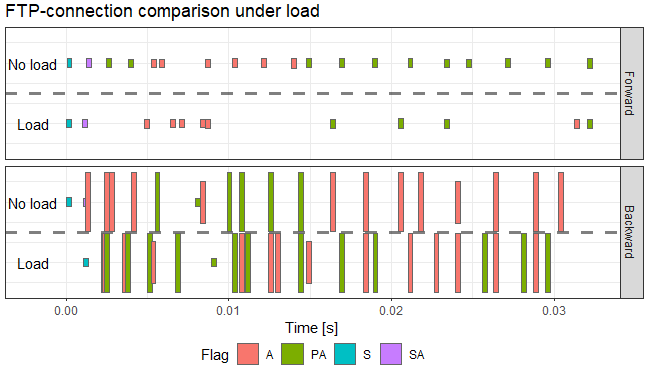 FTP-connection comparison under load
No load
Load
Forward
No load
Load
Backward
0.00 0.01 0.02 0.03
Time [s]
Flag A PA S SA